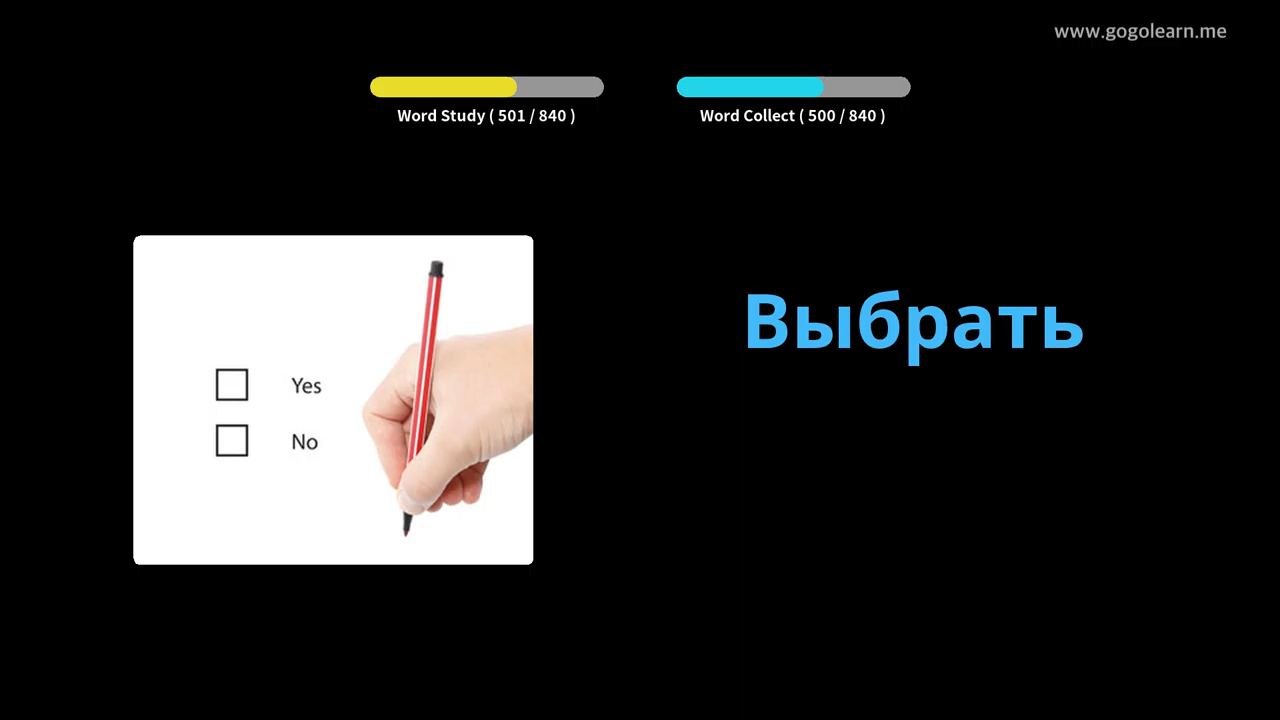 www.gogolearn.me
Word Study ( 501 / 840 )
Word Collect ( 500 / 840 )
Выбрать
Yes
No